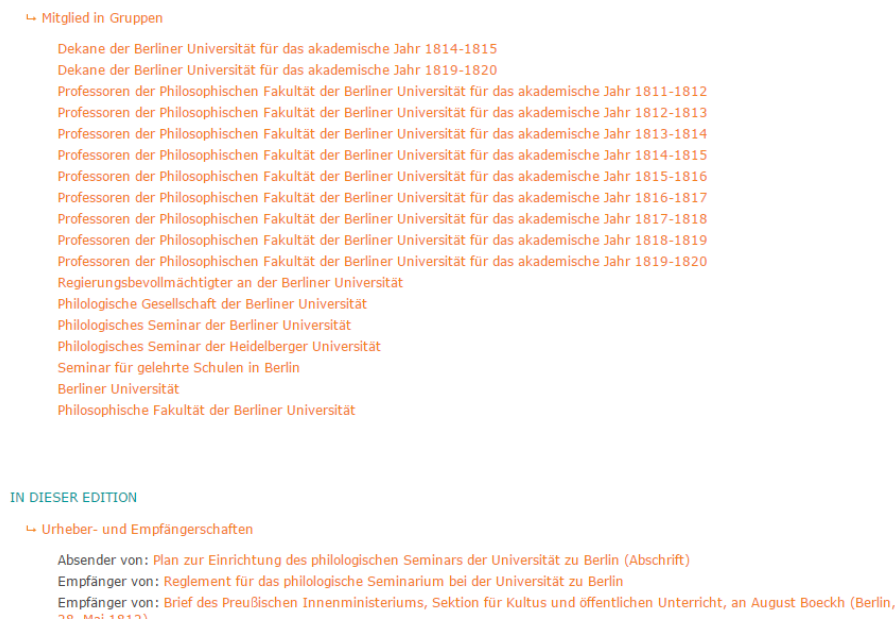 ↳ Mitglied in Gruppen
Dekane der Berliner Universität für das akademische Jahr 1814-1815
Dekane der Berliner Universität für das akademische Jahr 1819-1820
Professoren der Philosophischen Fakultät der Berliner Universität für das akademische Jahr 1811-1812
Professoren der Philosophischen Fakultät der Berliner Universität für das akademische Jahr 1812-1813
Professoren der Philosophischen Fakultät der Berliner Universität für das akademische Jahr 1813-1814
Professoren der Philosophischen Fakultät der Berliner Universität für das akademische Jahr 1814-1815
Professoren der Philosophischen Fakultät der Berliner Universität für das akademische Jahr 1815-1816
Professoren der Philosophischen Fakultät der Berliner Universität für das akademische Jahr 1816-1817
Professoren der Philosophischen Fakultät der Berliner Universität für das akademische Jahr 1817-1818
Professoren der Philosophischen Fakultät der Berliner Universität für das akademische Jahr 1818-1819
Professoren der Philosophischen Fakultät der Berliner Universität für das akademische Jahr 1819-1820
Regierungsbevollmächtigter an der Berliner Universität
Philologische Gesellschaft der Berliner Universität
Philologisches Seminar der Berliner Universität
Philologisches Seminar der Heidelberger Universität
Seminar für gelehrte Schulen in Berlin
Berliner Universität
Philosophische Fakultät der Berliner Universität
IN DIESER EDITION
↳ Urheber- und Empfängerschaften
Absender von: Plan zur Einrichtung des philologischen Seminars der Universität zu Berlin (Abschrift)
Empfänger von: Reglement für das philologische Seminarium bei der Universität zu Berlin
Empfänger von: Brief des Preußischen Innenministeriums, Sektion für Kultus und öffentlichen Unterricht, an August Boeckh (Berlin,
28. Mai 1812)